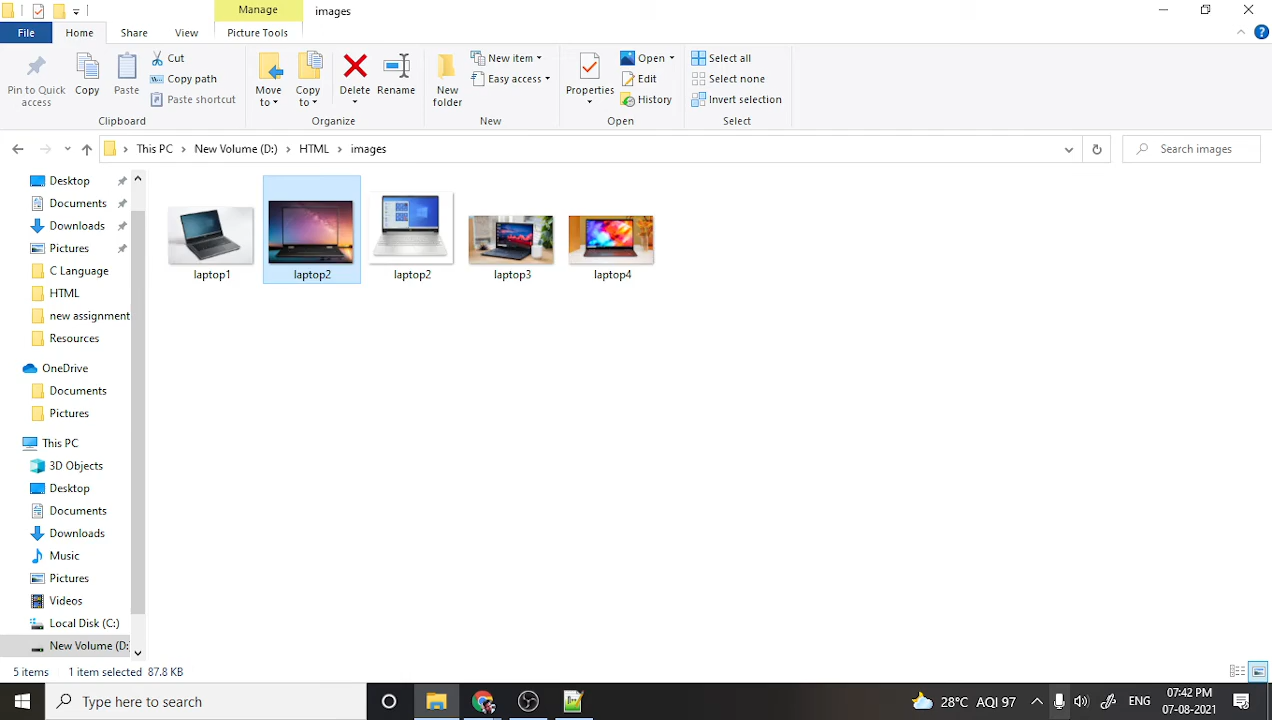 Manage
images
File
Home
Share
View
Picture Tools
Pin to Quick access
Copy
Paste
Cut
Copy path
Paste shortcut
Clipboard
Move to
Copy to
Delete
Rename
Organize
New folder
New item
Easy access
New
Properties
Open
Edit
History
Open
Select all
Select none
Invert selection
Select
This PC
New Volume (D:)
HTML
images
Search images
Desktop
Documents
Downloads
Pictures
C Language
HTML
new assignment
Resources
OneDrive
Documents
Pictures
This PC
3D Objects
Desktop
Documents
Downloads
Music
Pictures
Videos
Local Disk (C:)
New Volume (D:
laptop1
laptop2
laptop2
laptop3
laptop4
5 items
1 item selected 87.8 KB
Type here to search
28°C AQI 97
ENG
07:42 PM
07-08-2021